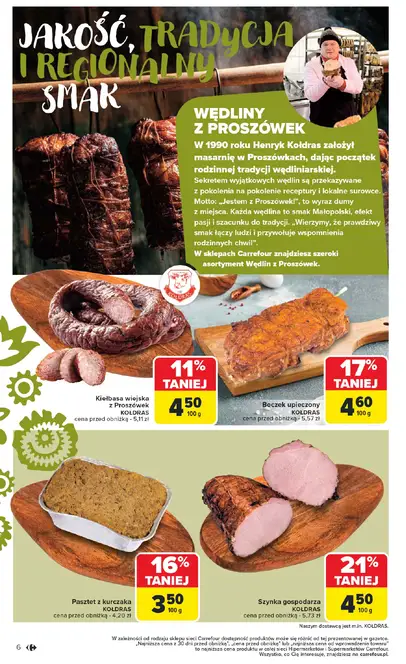 JAKOŚĆ, TRADYCJA
I REGIONALNY
SMAK
WĘDLINY
Z PROSZÓWEK
W 1990 roku Henryk Kołdras założył
masarnię w Proszówkach, dając początek
rodzinnej tradycji wędliniarskiej.
Sekretem wyjątkowych wędlin są przekazywane
z pokolenia na pokolenie receptury i lokalne surowce.
Motto: „Jestem z Proszówek!”, to wyraz dumy
z miejsca. Każda wędlina to smak Małopolski, efekt
pasji i szacunku do tradycji. „Wierzymy, że prawdziwy
smak łączy ludzi i przywołuje wspomnienia
rodzinnych chwil”.
W sklepach Carrefour znajdziesz szeroki
asortyment Wędlin z Proszówek.
KOŁDRAS
11%
TANIEJ
4 50
100 g
Kiełbasa wiejska
z Proszówek
KOŁDRAS
cena przed obniżką - 5,11 zł
17%
TANIEJ
4 60
100 g
Boczek upieczony
KOŁDRAS
cena przed obniżką - 5,57 zł
16%
TANIEJ
3 50
100 g
Pasztet z kurczaka
KOŁDRAS
cena przed obniżką - 4,20 zł
21%
TANIEJ
4 50
100 g
Szynka gospodarza
KOŁDRAS
cena przed obniżką - 5,73 zł
Naszym dostawcą jest m.in. KOŁDRAS.
6
W zależności od rodzaju sklepu sieci Carrefour dostępność produktów może się różnić od tej prezentowanej w gazetce.
„Najniższa cena z 30 dni przed obniżką”, „cena przed obniżką” lub „najniższa cena od wprowadzenia towaru”
to najniższe cena produktu w całej sieci Hipermarketów i Supermarketów Carrefour.
Wszystko, Co Cię Interesuje, znajdziesz na carrefour.pl.